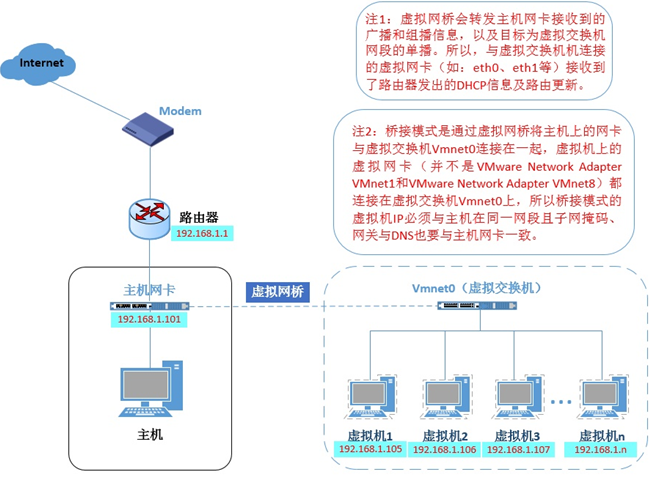 注1：虚拟网桥会转发主机网卡接收到的
广播和组播信息，以及目标为虚拟交换机
网段的单播。所以，与虚拟交换机机连接
的虚拟网卡（如：eth0、eth1等）接收到
了路由器发出的DHCP信息及路由更新。
Internet
Modem
注2：桥接模式是通过虚拟网桥将主机上的网卡
与虚拟交换机Vmnet0连接在一起，虚拟机上的
虚拟网卡（并不是VMware Network Adapter
VMnet1和VMware Network Adapter VMnet8）都
连接在虚拟交换机Vmnet0上，所以桥接模式的
虚拟机IP必须与主机在同一网段且子网掩码、
网关与DNS也要与主机网卡一致。
路由器
192.168.1.1
主机网卡
192.168.1.101
虚拟网桥
Vmnet0（虚拟交换机）
主机
虚拟机1
192.168.1.105
虚拟机2
192.168.1.106
虚拟机3
192.168.1.107
虚拟机n
192.168.1.n